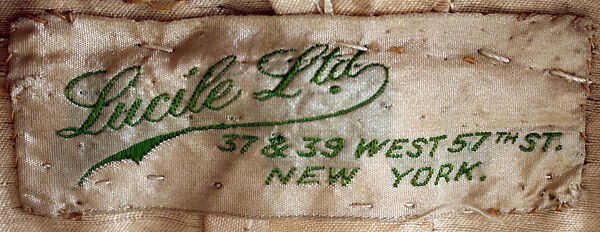 Lucile Ltd.
37 & 39 WEST 57TH ST.
NEW YORK.